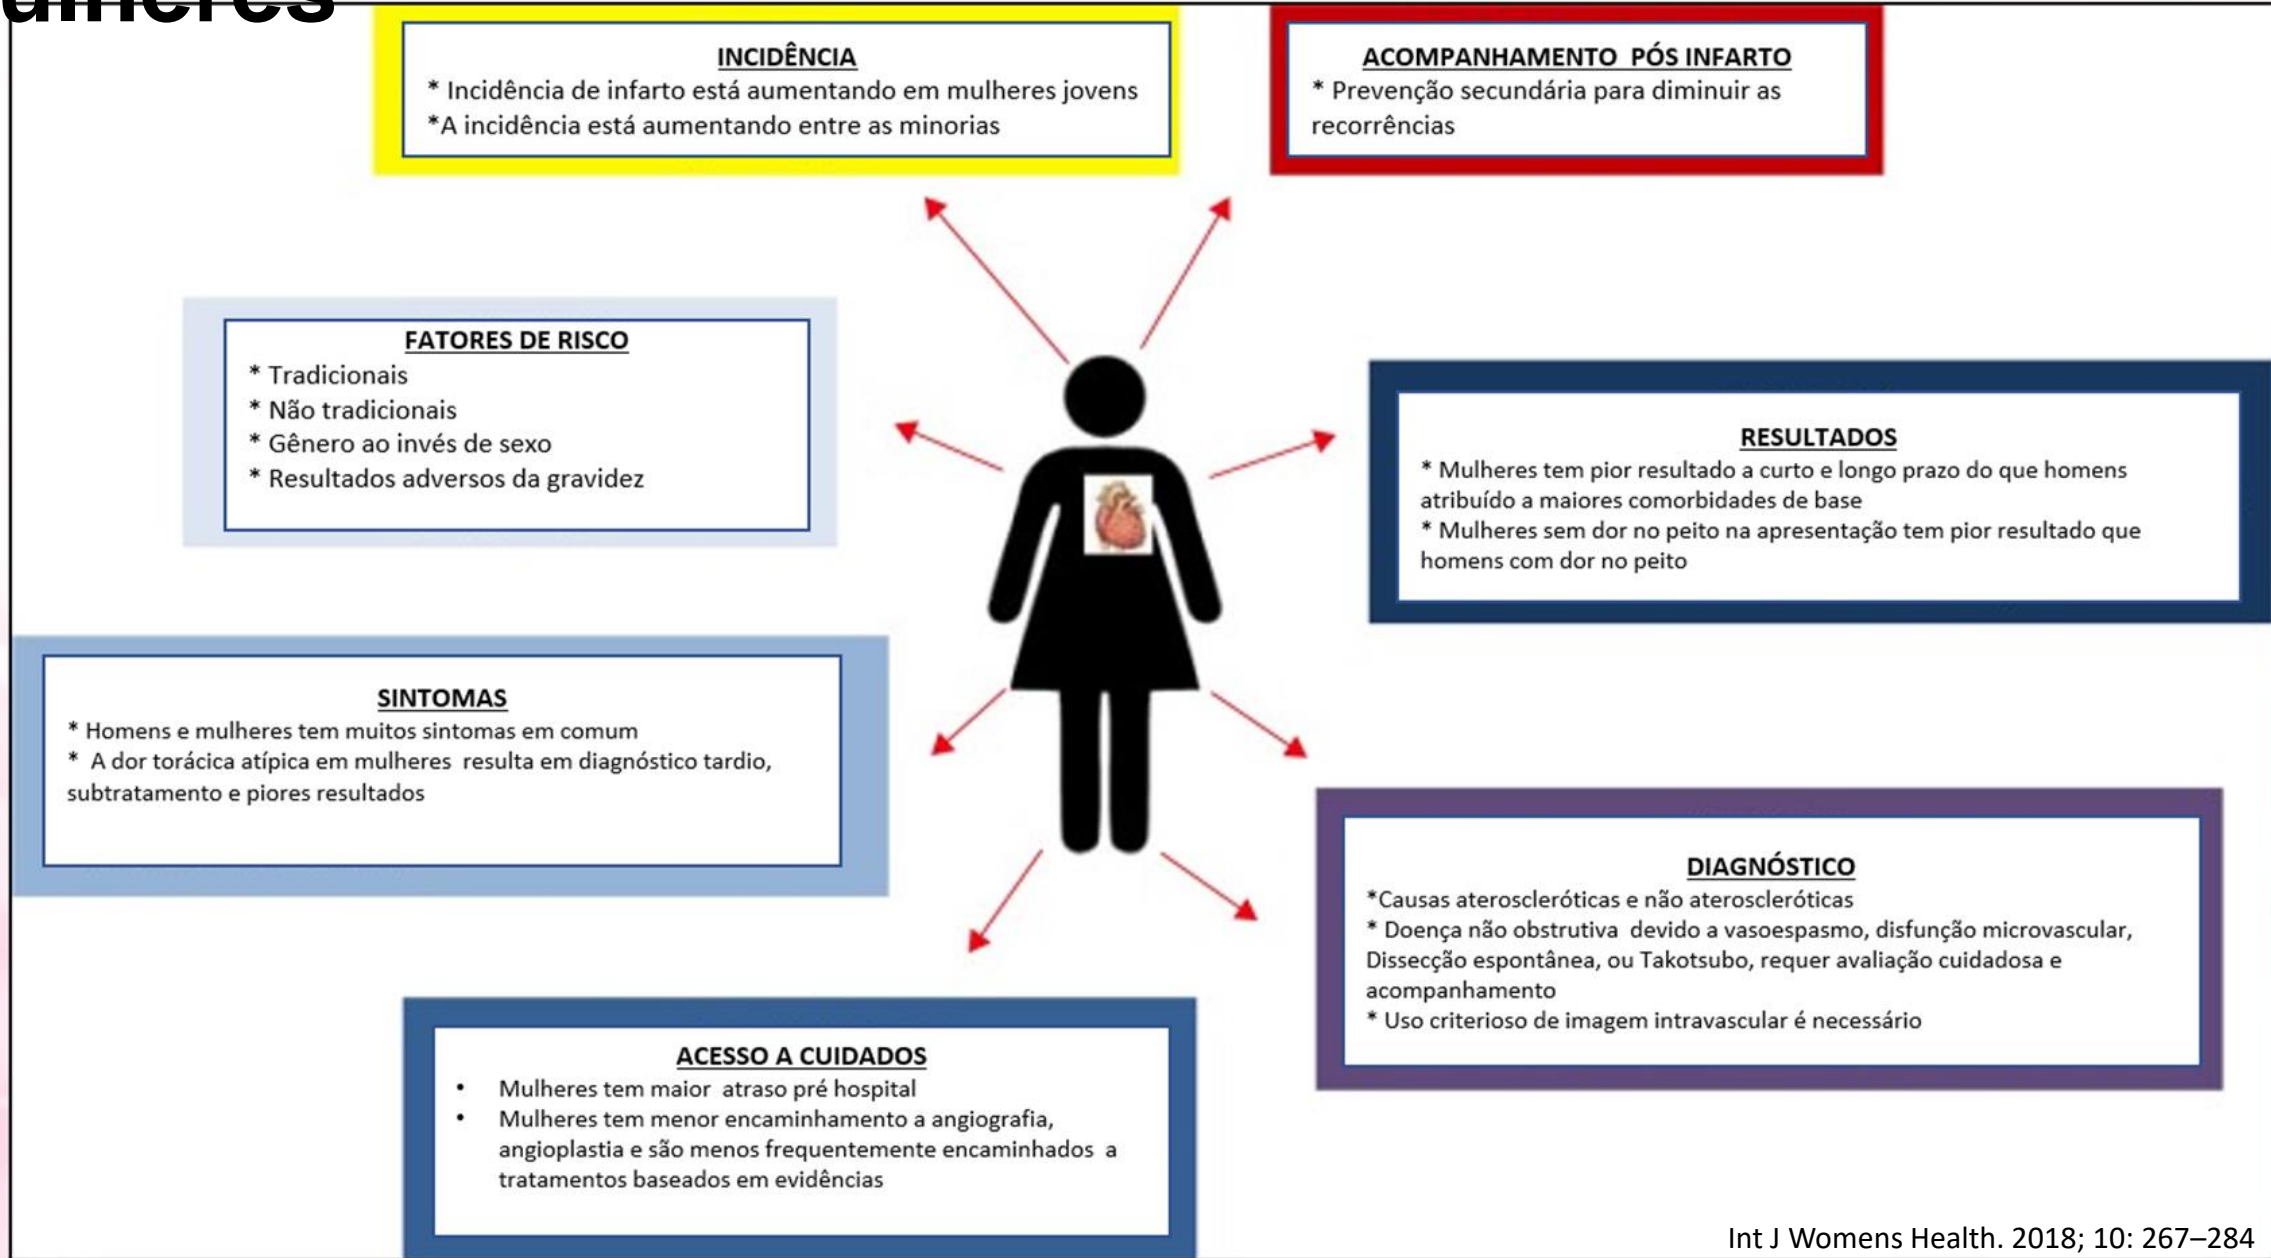 INCIDÊNCIA
* Incidência de infarto está aumentando em mulheres jovens
*A incidência está aumentando entre as minorias
ACOMPANHAMENTO PÓS INFARTO
* Prevenção secundária para diminuir as
recorrências
FATORES DE RISCO
* Tradicionais
* Não tradicionais
* Gênero ao invés de sexo
* Resultados adversos da gravidez
RESULTADOS
* Mulheres tem pior resultado a curto e longo prazo do que homens
atribuído a maiores comorbidades de base
* Mulheres sem dor no peito na apresentação tem pior resultado que
homens com dor no peito
SINTOMAS
* Homens e mulheres tem muitos sintomas em comum
* A dor torácica atípica em mulheres resulta em diagnóstico tardio,
subtratamento e piores resultados
DIAGNÓSTICO
*Causas ateroscleróticas e não ateroscleróticas
* Doença não obstrutiva devido a vasoespasmo, disfunção microvascular,
Dissecção espontânea, ou Takotsubo, requer avaliação cuidadosa e
acompanhamento
* Uso criterioso de imagem intravascular é necessário
ACESSO A CUIDADOS
• Mulheres tem maior atraso pré hospital
• Mulheres tem menor encaminhamento a angiografia,
angioplastia e são menos frequentemente encaminhados a
tratamentos baseados em evidências
Int J Womens Health. 2018; 10: 267–284